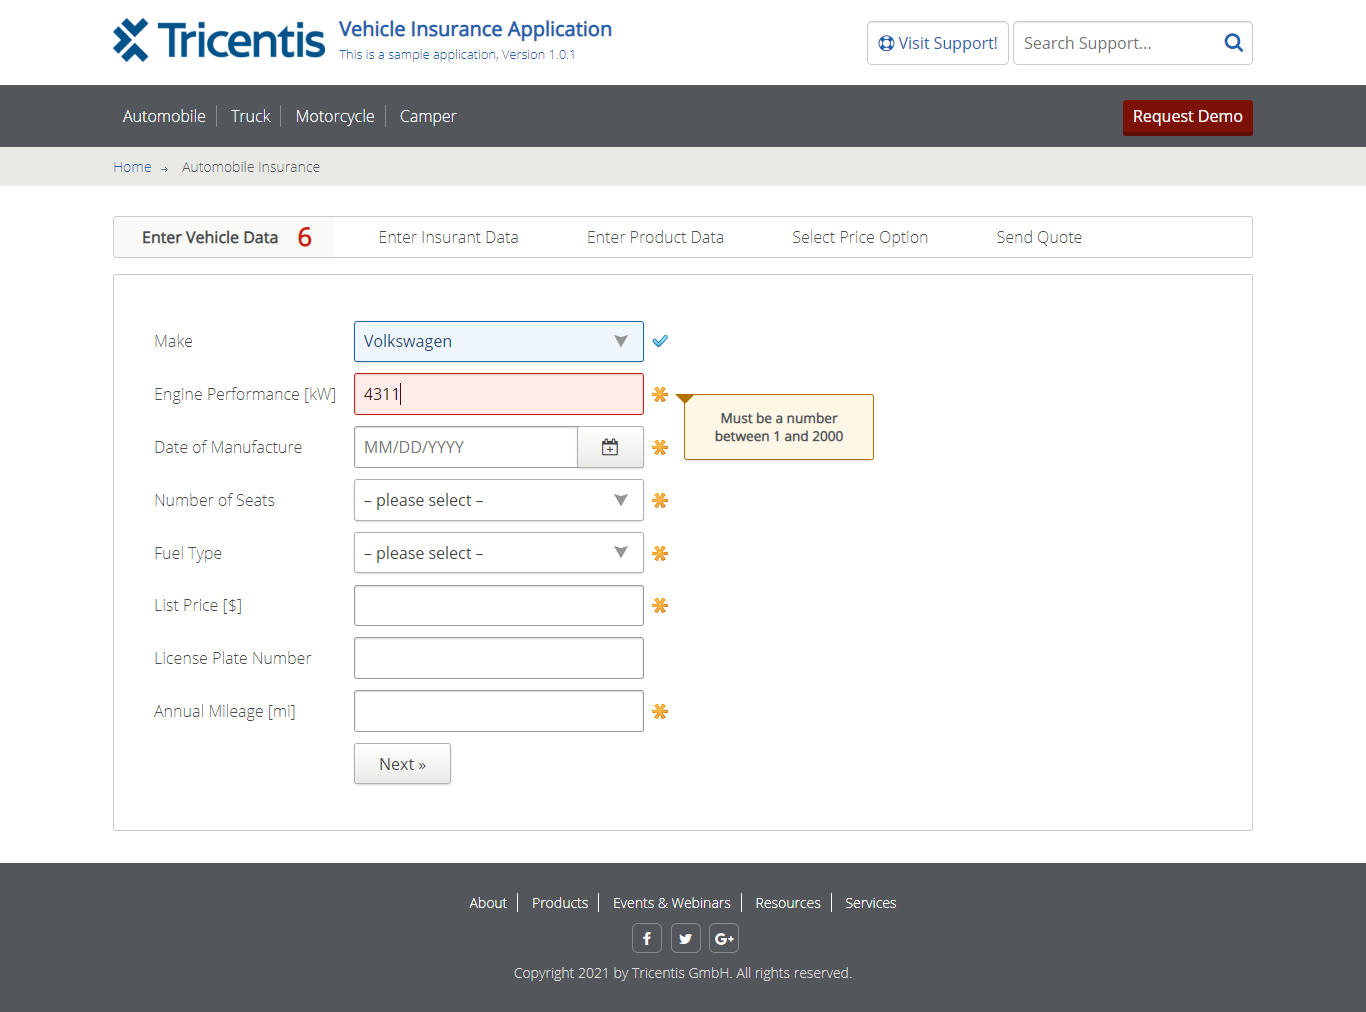 Tricentis
Vehicle Insurance Application
This is a sample application, Version 1.0.1
Visit Support!
Search Support...
Automobile
Truck
Motorcycle
Camper
Request Demo
Home
Automobile Insurance
Enter Vehicle Data 6
Enter Insurant Data
Enter Product Data
Select Price Option
Send Quote
Make
Volkswagen
Engine Performance [kW]
4311
Must be a number
between 1 and 2000
Date of Manufacture
MM/DD/YYYY
Number of Seats
– please select –
Fuel Type
– please select –
List Price [$]
License Plate Number
Annual Mileage [mi]
Next »
About
Products
Events & Webinars
Resources
Services
Copyright 2021 by Tricentis GmbH. All rights reserved.